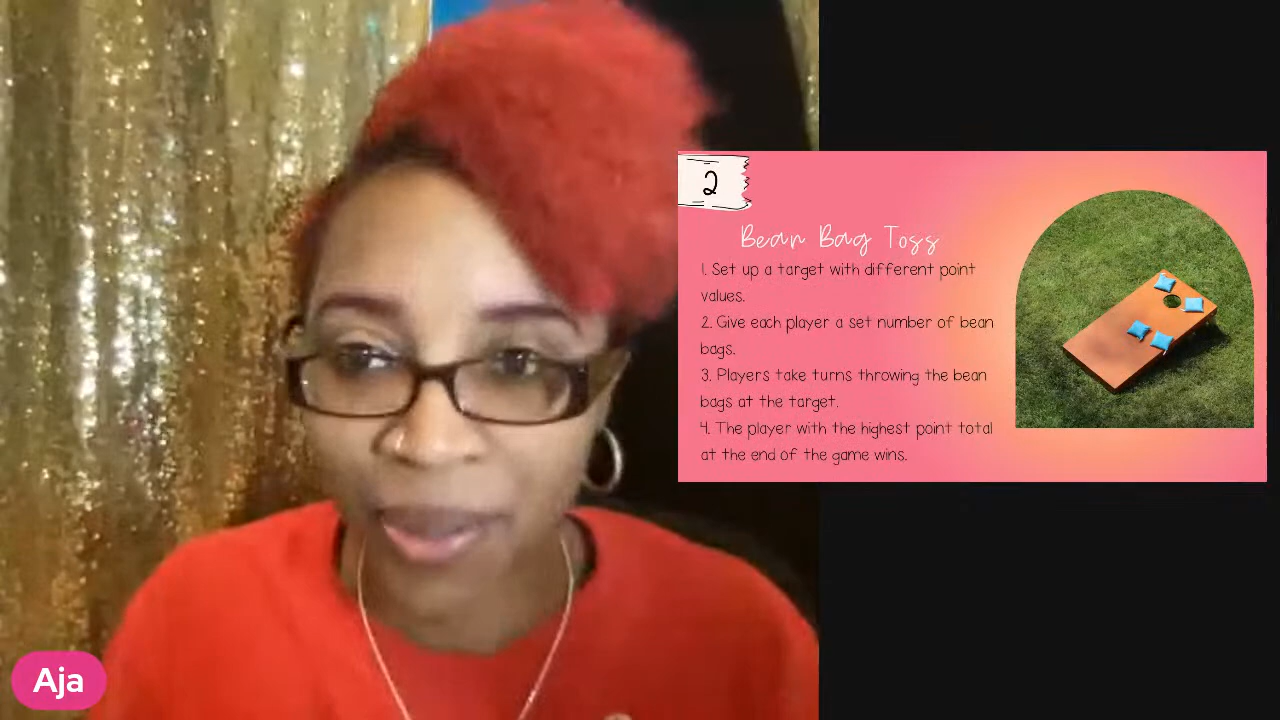 2
Bean Bag Toss
1. Set up a target with different point
values.
2. Give each player a set number of bean
bags.
3. Players take turns throwing the bean
bags at the target.
4. The player with the highest point total
at the end of the game wins.
Aja